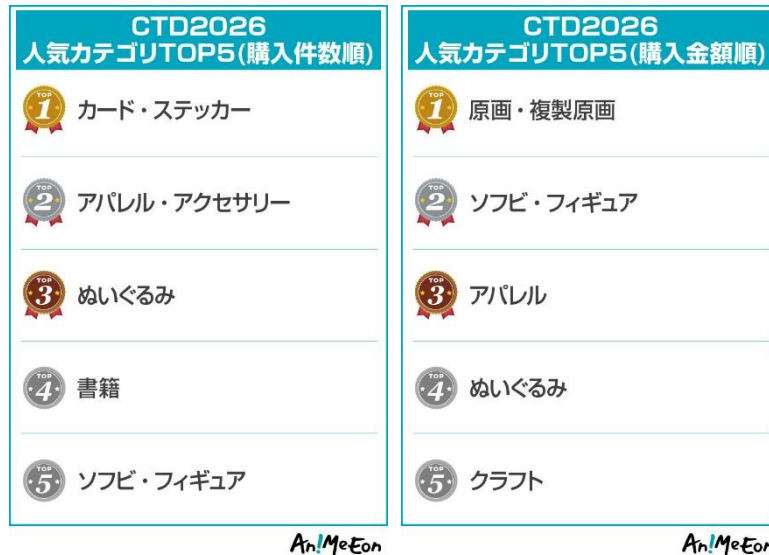 CTD2026
人気カテゴリTOP5(購入件数順)
TOP 1 カード・ステッカー
TOP 2 アパレル・アクセサリー
TOP 3 ぬいぐるみ
TOP 4 書籍
TOP 5 ソフビ・フィギュア
An!MeEon
CTD2026
人気カテゴリTOP5(購入金額順)
TOP 1 原画・複製原画
TOP 2 ソフビ・フィギュア
TOP 3 アパレル
TOP 4 ぬいぐるみ
TOP 5 クラフト
An!MeEon